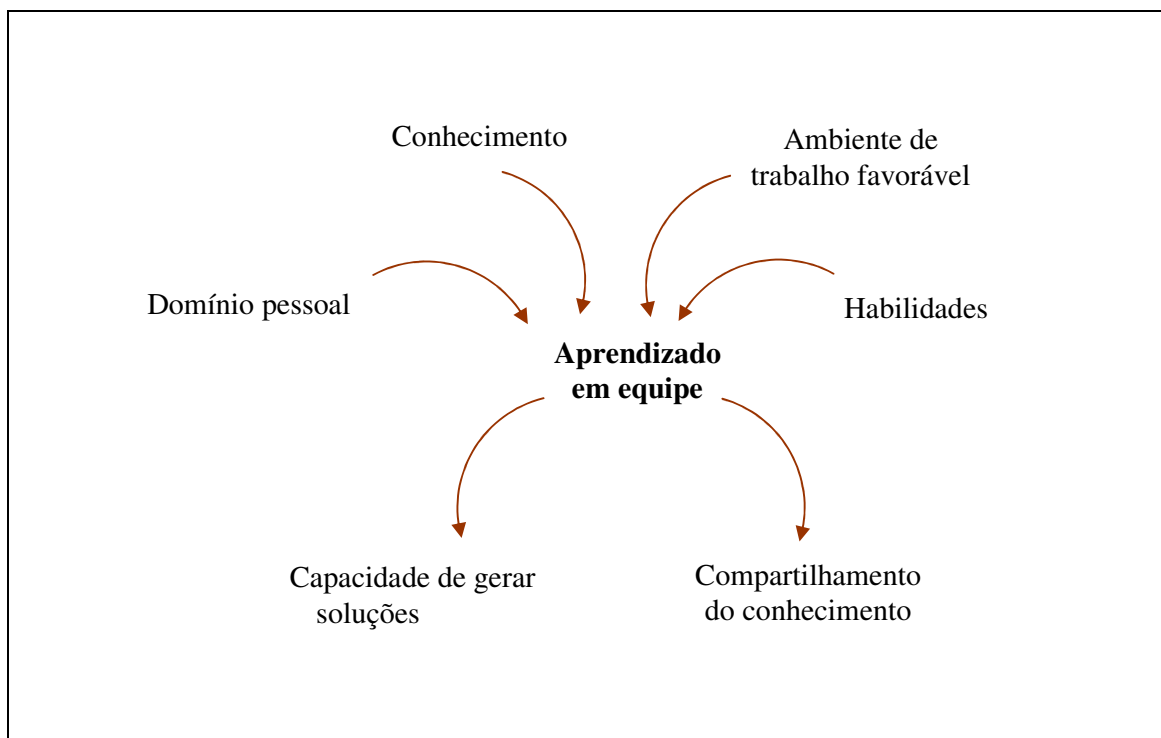 Conhecimento
Ambiente de
trabalho favorável
Domínio pessoal
Habilidades
Aprendizado
em equipe
Capacidade de gerar
soluções
Compartilhamento
do conhecimento